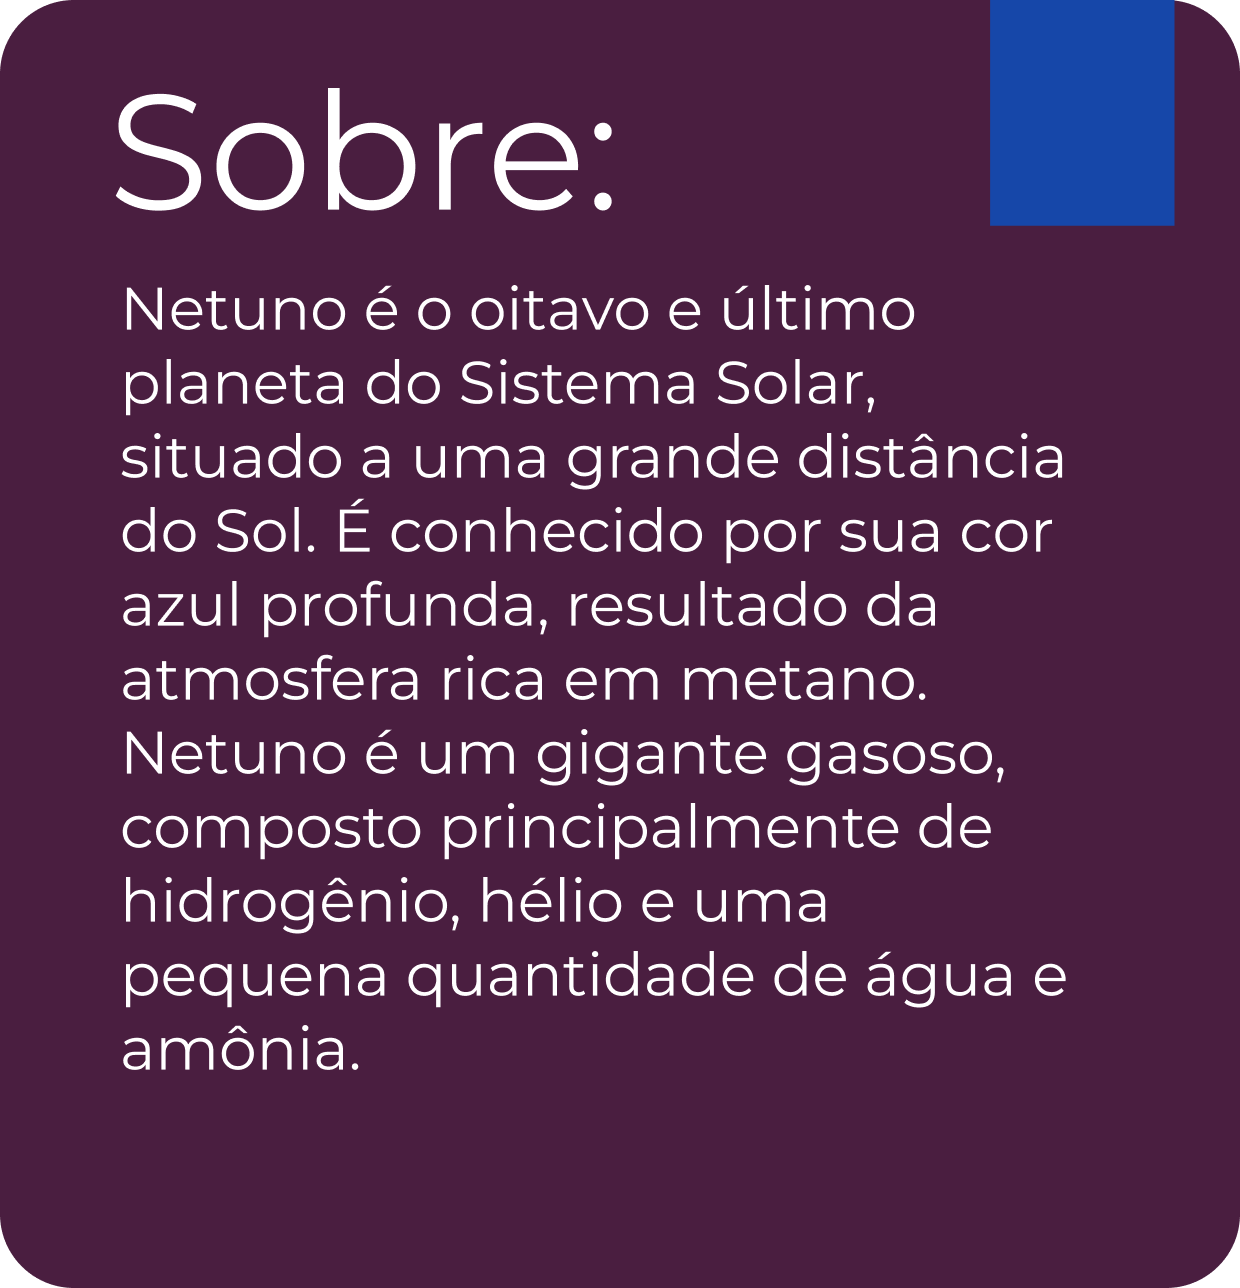 Sobre:
Netuno é o oitavo e último
planeta do Sistema Solar,
situado a uma grande distância
do Sol. É conhecido por sua cor
azul profunda, resultado da
atmosfera rica em metano.
Netuno é um gigante gasoso,
composto principalmente de
hidrogênio, hélio e uma
pequena quantidade de água e
amônia.